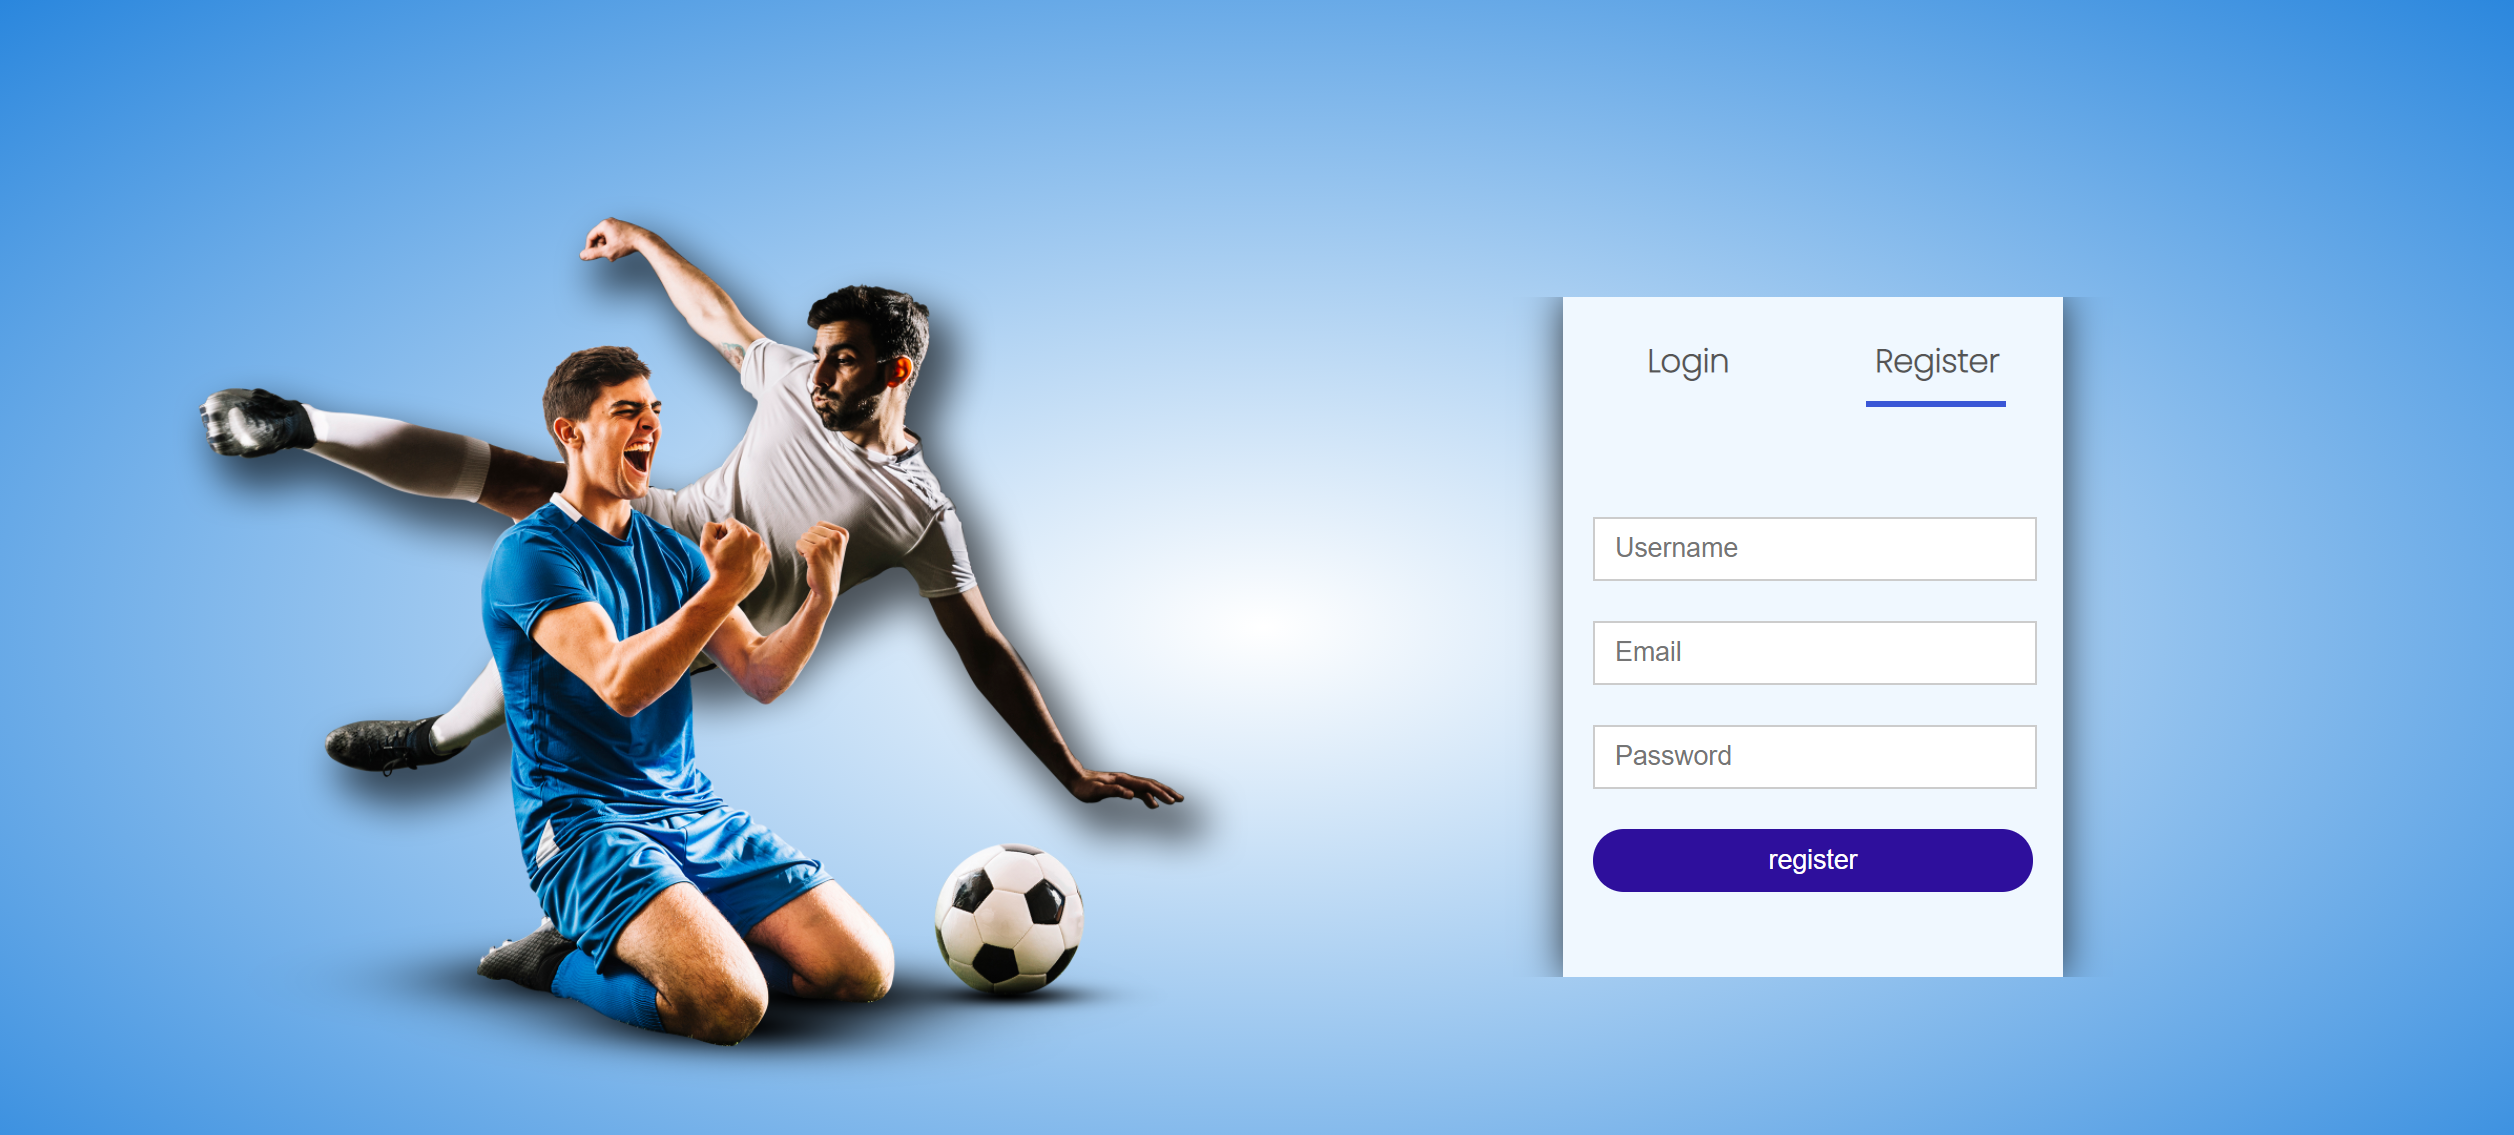 Login Register
Username
Email
Password
register